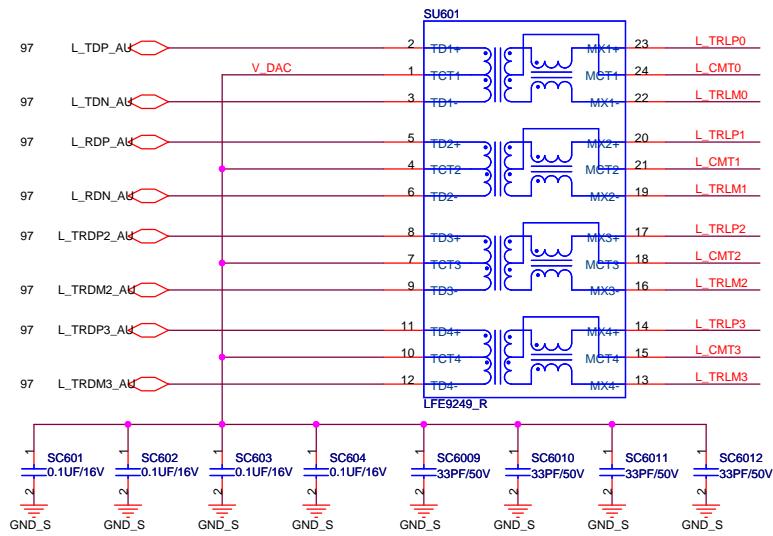 SU601
97 L_TDP_AU 2 TD1+ MX1+ 23 L_TRLP0
V_DAC 1 TCT1 MCT1 24 L_CMT0
97 L_TDN_AU 3 TD1- MX1- 22 L_TRLM0
97 L_RDP_AU 5 TD2+ MX2+ 20 L_TRLP1
4 TCT2 MCT2 21 L_CMT1
97 L_RDN_AU 6 TD2- MX2- 19 L_TRLM1
97 L_TRDP2_AU 8 TD3+ MX3+ 17 L_TRLP2
7 TCT3 MCT3 18 L_CMT2
97 L_TRDM2_AU 9 TD3- MX3- 16 L_TRLM2
97 L_TRDP3_AU 11 TD4+ MX4+ 14 L_TRLP3
10 TCT4 MCT4 15 L_CMT3
97 L_TRDM3_AU 12 TD4- MX4- 13 L_TRLM3
LFE9249_R
1 1 1 1 1 1 1 1
SC601 SC602 SC603 SC604 SC6009 SC6010 SC6011 SC6012
0.1UF/16V 0.1UF/16V 0.1UF/16V 0.1UF/16V 33PF/50V 33PF/50V 33PF/50V 33PF/50V
2 2 2 2 2 2 2 2
GND_S GND_S GND_S GND_S GND_S GND_S GND_S GND_S